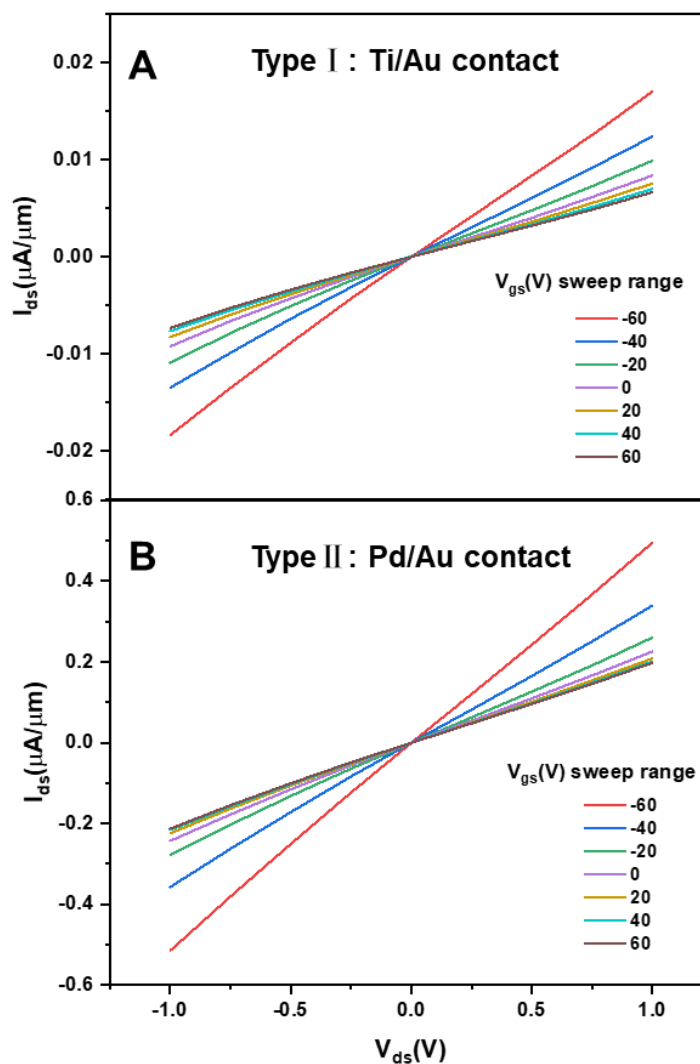 A
Type Ⅰ: Ti/Au contact
0.02
0.01
0.00
-0.01
-0.02
Ids(μA/μm)
Vgs(V) sweep range
-60
-40
-20
0
20
40
60
B
Type Ⅱ: Pd/Au contact
0.6
0.4
0.2
0.0
-0.2
-0.4
-0.6
Ids(μA/μm)
Vgs(V) sweep range
-60
-40
-20
0
20
40
60
-1.0 -0.5 0.0 0.5 1.0
Vds(V)